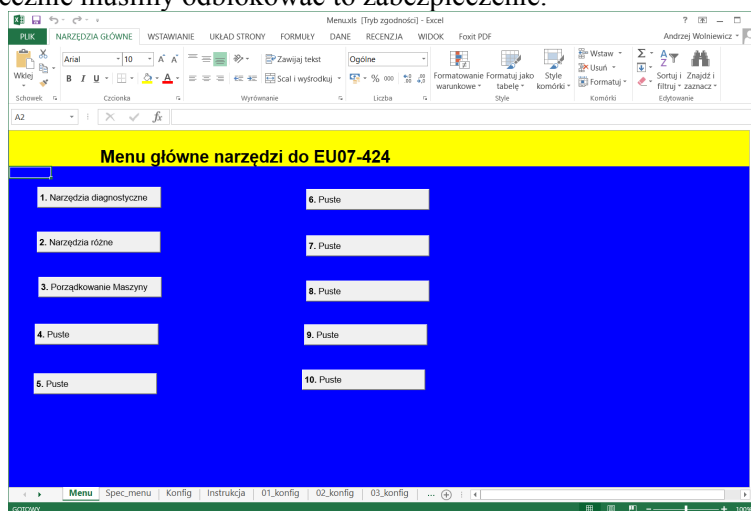 ecznie musimy odblokować to zabezpieczenie.
Menu.xls [Tryb zgodności] - Excel
PLIK NARZĘDZIA GŁÓWNE WSTAWIANIE UKŁAD STRONY FORMUŁY DANE RECENZJA WIDOK Foxit PDF Andrzej Wolniewicz
Arial 10 Zawijaj tekst Ogólne Wstaw
Wklej B I U A Scal i wyśrodkuj % 000 Formatowanie warunkowe Formatuj jako tabelę Style komórki Usuń Formatuj Sortuj i filtruj Znajdź i zaznacz
Schowek Czcionka Wyrównanie Liczba Style Komórki Edytowanie
A2 fx
Menu główne narzędzi do EU07-424
1. Narzędzia diagnostyczne
6. Puste
2. Narzędzia różne
7. Puste
3. Porządkowanie Maszyny
8. Puste
4. Puste
9. Puste
5. Puste
10. Puste
Menu Spec_menu Konfig Instrukcja 01_konfig 02_konfig 03_konfig ...
GOTOWY 100%